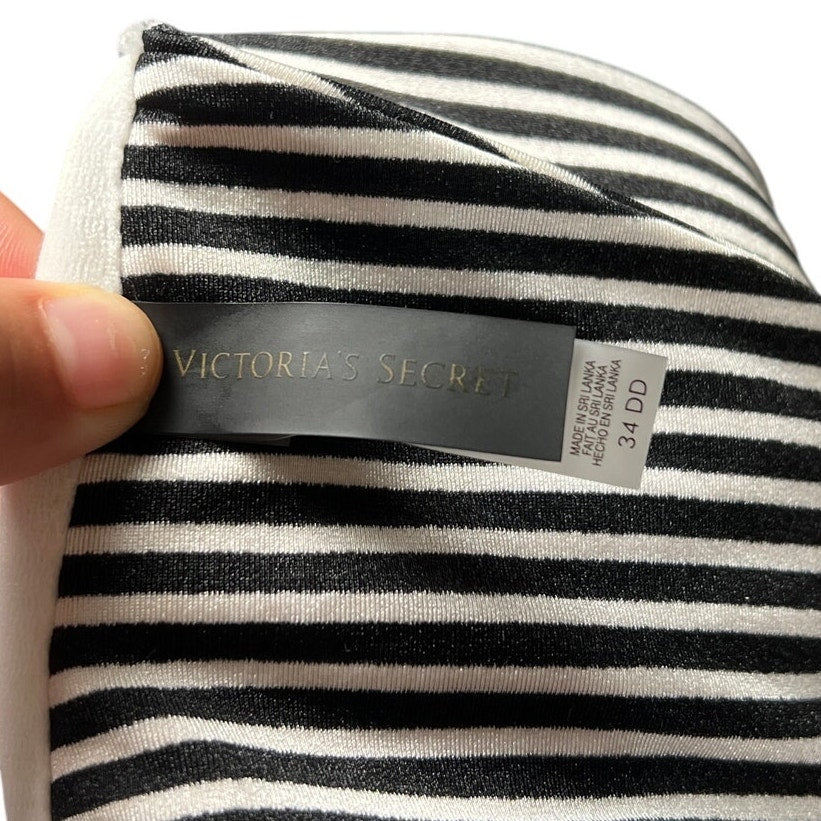 VICTORIA'S SECRET
MADE IN SRI LANKA
FAIT AU SRI LANKA
HECHO EN SRI LANKA
34 DD